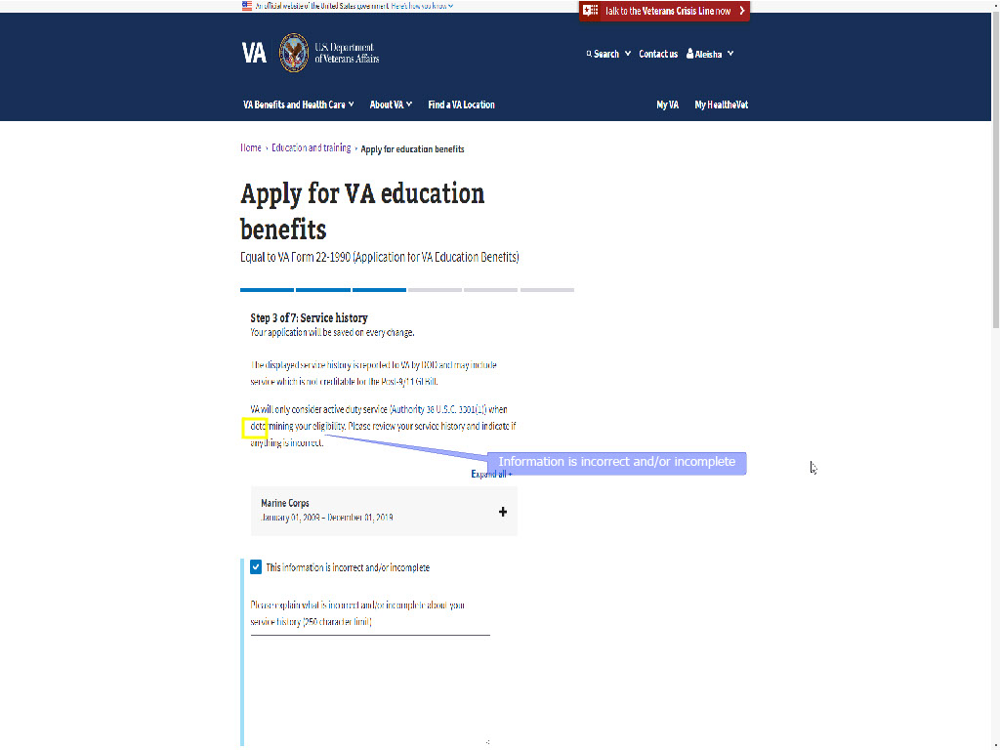 An official website of the United States government Here's how you know
Talk to the Veterans Crisis Line now
VA
U.S. Department
of Veterans Affairs
Search Contact us Aleisha
VA Benefits and Health Care About VA Find a VA Location My VA My HealtheVet
Home › Education and training › Apply for education benefits
Apply for VA education
benefits
Equal to VA Form 22-1990 (Application for VA Education Benefits)
Step 3 of 7: Service history
Your application will be saved on every change.
The displayed service history is reported to VA by DOD and may include
service which is not creditable for the Post-9/11 GI Bill.
VA will only consider active duty service (Authority 38 U.S.C. 3301(1)) when
determining your eligibility. Please review your service history and indicate if
anything is incorrect.
Information is incorrect and/or incomplete
Expand all +
Marine Corps
January 01, 2009 – December 01, 2019
This information is incorrect and/or incomplete
Please explain what is incorrect and/or incomplete about your
service history (250 character limit)